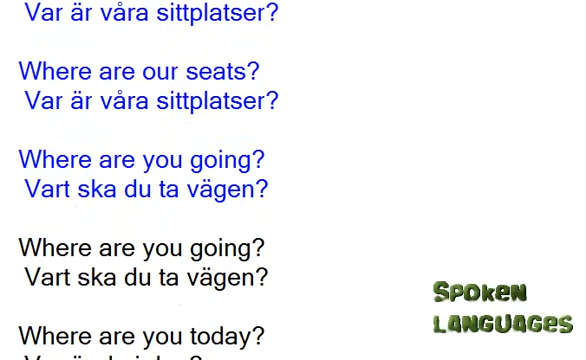 Var är våra sittplatser?
Where are our seats?
Var är våra sittplatser?
Where are you going?
Vart ska du ta vägen?
Where are you going?
Vart ska du ta vägen?
Where are you today?
SPOKEN
LANGUAGES